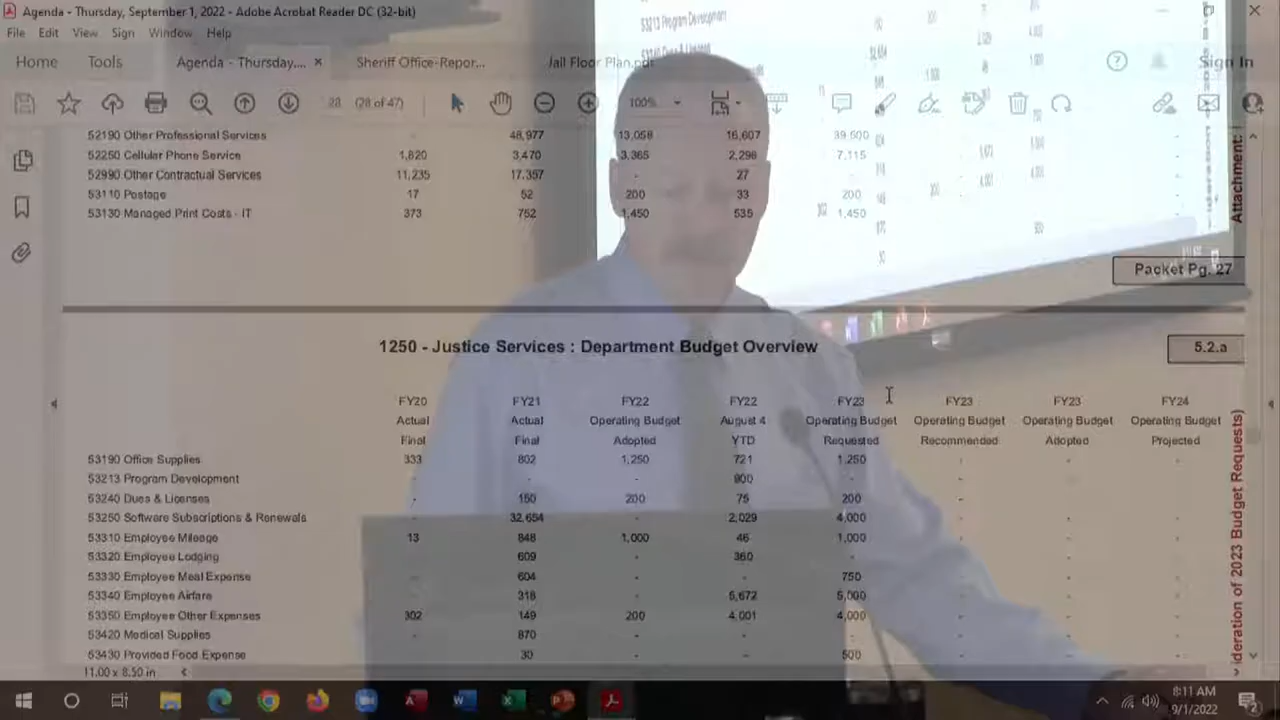 Agenda - Thursday, September 1, 2022 - Adobe Acrobat Reader DC (32-bit)
File Edit View Sign Window Help
Home Tools Agenda - Thursday,... × Sheriff Office-Repor... Jail Floor Plan.pdf Sign In
28 (28 of 47) 100%
53213 Program Development
52190 Other Professional Services - 48,977 13,058 16,607 39,500 -
52250 Cellular Phone Service 1,820 3,470 3,365 2,296 7,115 -
52990 Other Contractual Services 11,235 17,357 - 27 - -
53110 Postage 17 52 200 33 200 -
53130 Managed Print Costs - IT 373 752 1,450 535 1,450 -
Attachment:
Packet Pg. 27
1250 - Justice Services : Department Budget Overview
5.2.a
FY20 FY21 FY22 FY22 FY23 FY23 FY23 FY24
Actual Actual Operating Budget August 4 Operating Budget Operating Budget Operating Budget Operating Budget
Final Final Adopted YTD Requested Recommended Adopted Projected
53190 Office Supplies 333 802 1,250 721 1,250 - - -
53213 Program Development - - - 900 - - - -
53240 Dues & Licenses - 150 200 75 200 - - -
53250 Software Subscriptions & Renewals - 32,654 - 2,029 4,000 - - -
53310 Employee Mileage 13 848 1,000 46 1,000 - - -
53320 Employee Lodging - 609 - 360 - - - -
53330 Employee Meal Expense - 604 - - 750 - - -
53340 Employee Airfare - 318 - 5,672 5,000 - - -
53350 Employee Other Expenses 302 149 200 4,001 4,000 - - -
53420 Medical Supplies - 870 - - - - - -
53430 Provided Food Expense - 30 - - 500 - - -
ideration of 2023 Budget Requests)
11.00 x 8.50 in
8:11 AM
9/1/2022